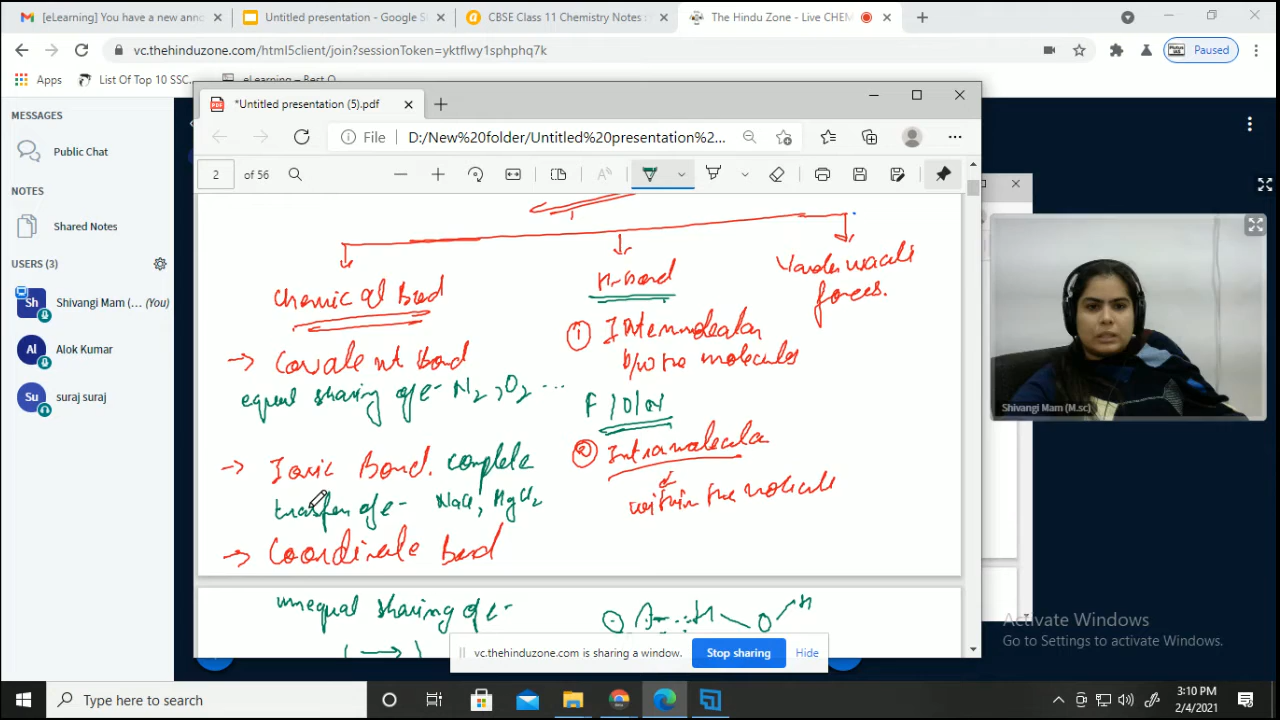 [eLearning] You have a new anno
Untitled presentation - Google S
CBSE Class 11 Chemistry Notes
The Hindu Zone - Live CHEM
vc.thehinduzone.com/html5client/join?sessionToken=yktflwy1sphphq7k
Paused
Apps
List Of Top 10 SSC...
eLearning – Best O
MESSAGES
Public Chat
NOTES
Shared Notes
USERS (3)
Sh Shivangi Mam (... (You)
Al Alok Kumar
Su suraj suraj
*Untitled presentation (5).pdf
File D:/New%20folder/Untitled%20presentation%2...
2 of 56
Chemical Bond
H-Bond
Vander waals
forces.
→ Covalent Bond
equal sharing of e- N2, O2 ...
① Intermolecular
b/w the molecules
F / O / N
→ Ionic Bond. complete
transfer of e- NaCl, MgCl2
② Intramolecular
within the molecule
→ Coordinate bond
unequal sharing of e-
O H
Shivangi Mam (M.sc)
vc.thehinduzone.com is sharing a window.
Stop sharing
Hide
Activate Windows
Go to Settings to activate Windows.
Type here to search
3:10 PM
2/4/2021